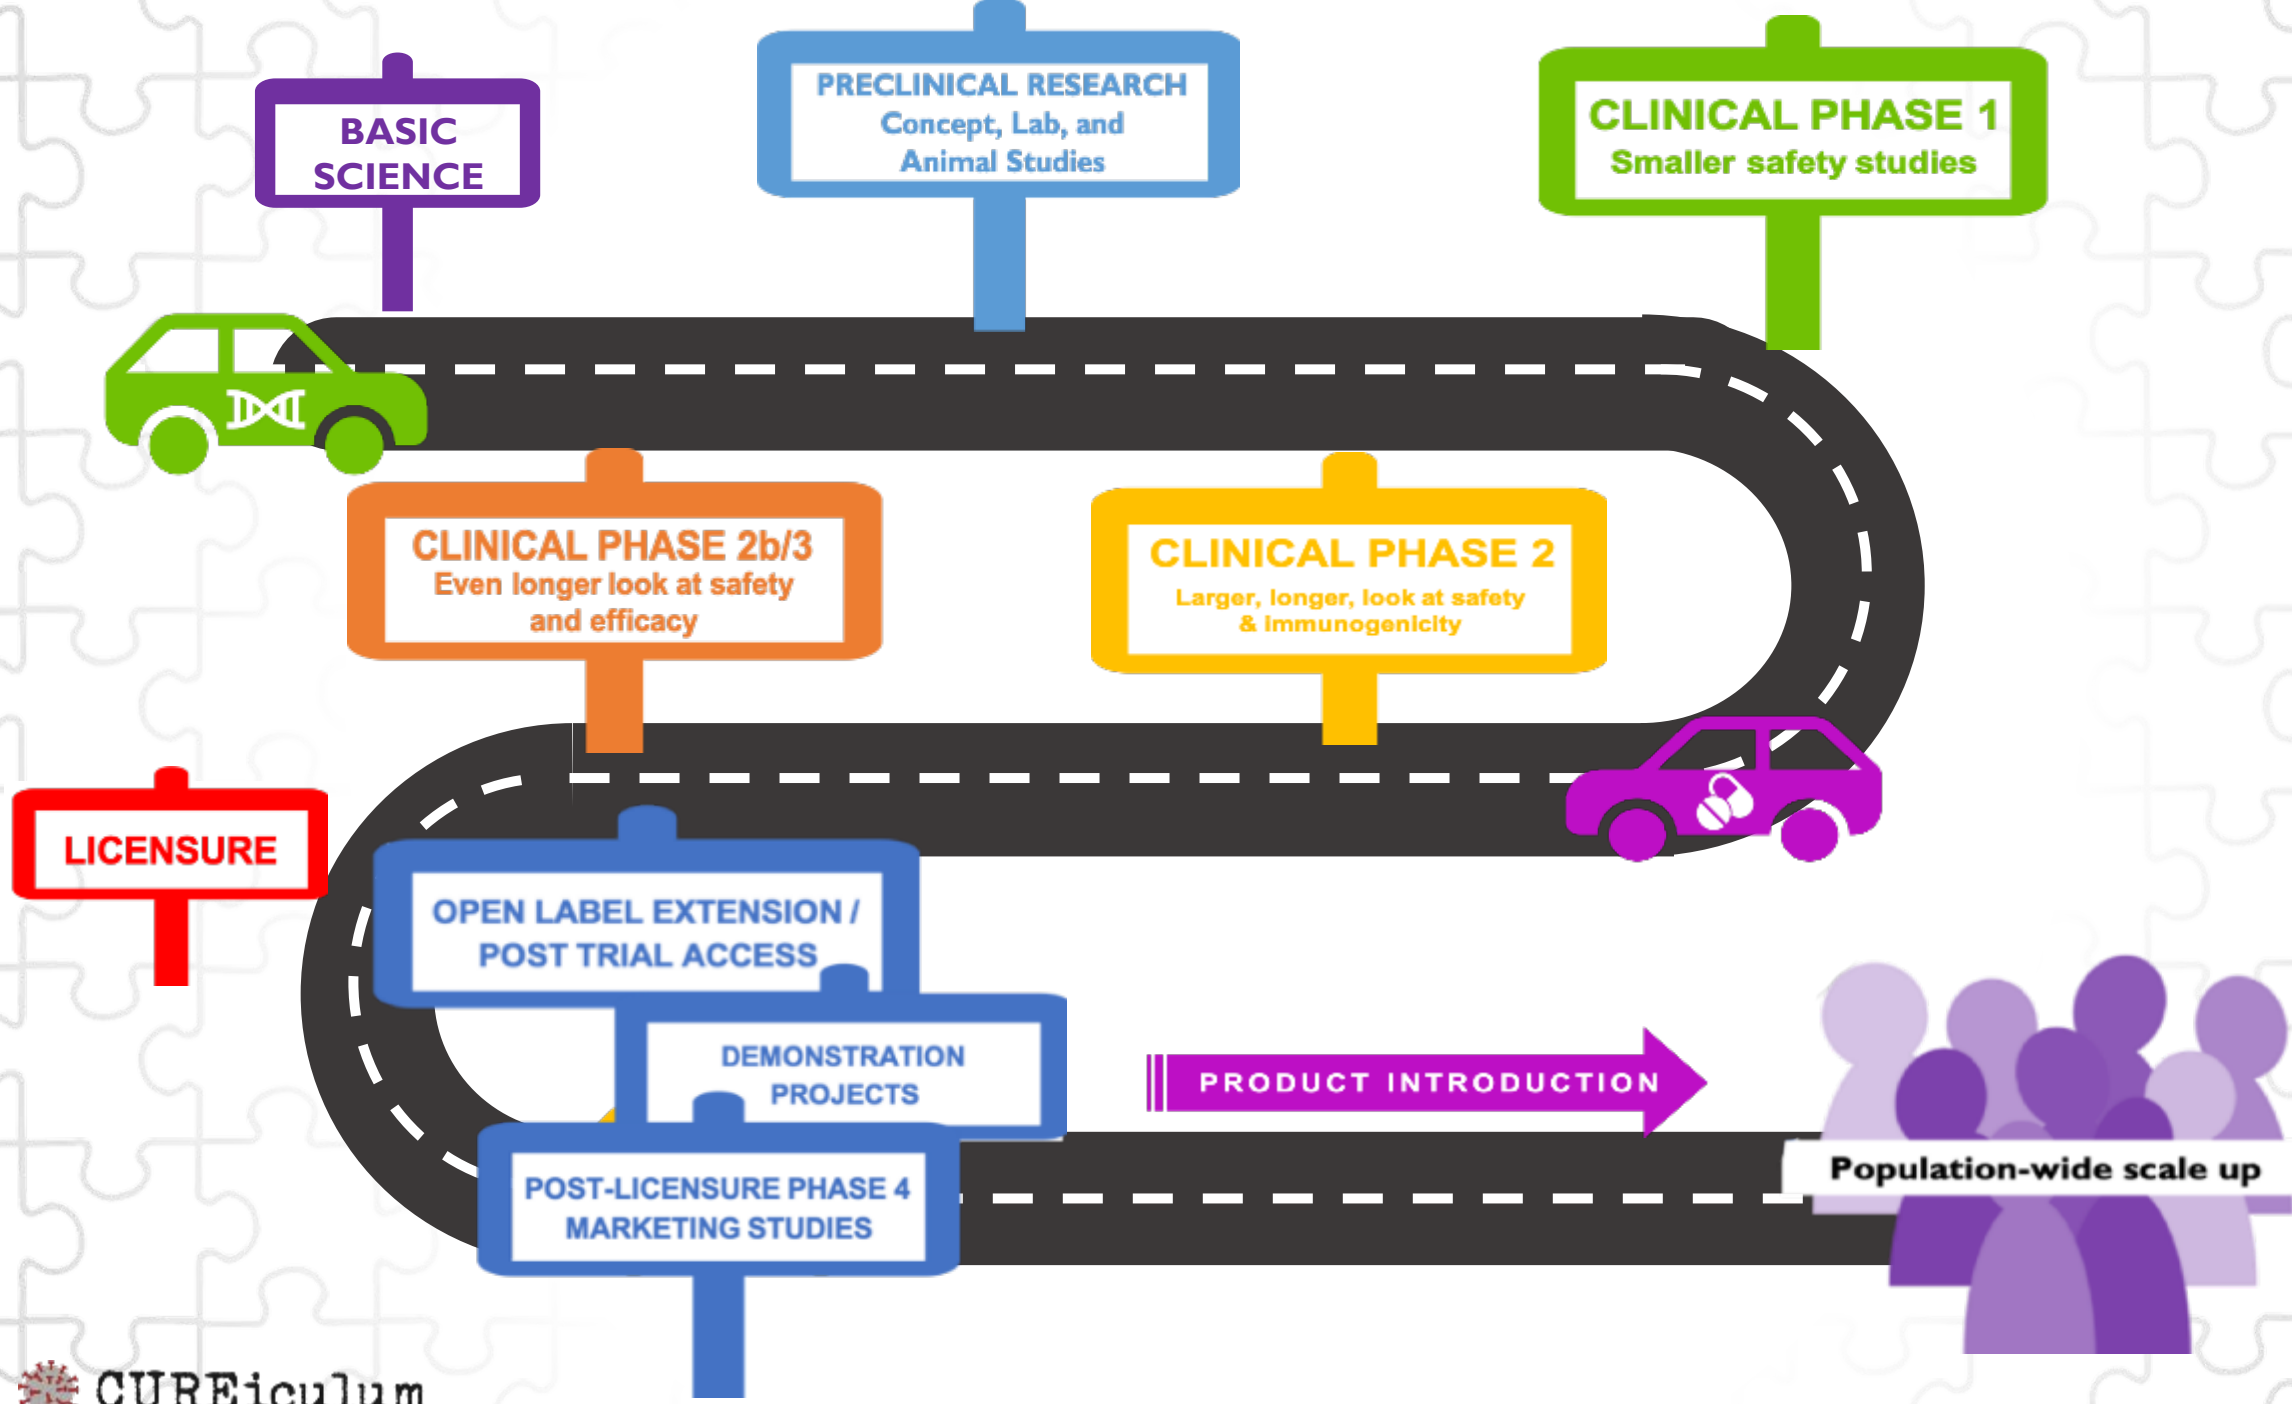 BASIC
SCIENCE
PRECLINICAL RESEARCH
Concept, Lab, and
Animal Studies
CLINICAL PHASE 1
Smaller safety studies
CLINICAL PHASE 2b/3
Even longer look at safety
and efficacy
CLINICAL PHASE 2
Larger, longer, look at safety
& immunogenicity
LICENSURE
OPEN LABEL EXTENSION /
POST TRIAL ACCESS
DEMONSTRATION
PROJECTS
PRODUCT INTRODUCTION
POST-LICENSURE PHASE 4
MARKETING STUDIES
Population-wide scale up
CUREiculum